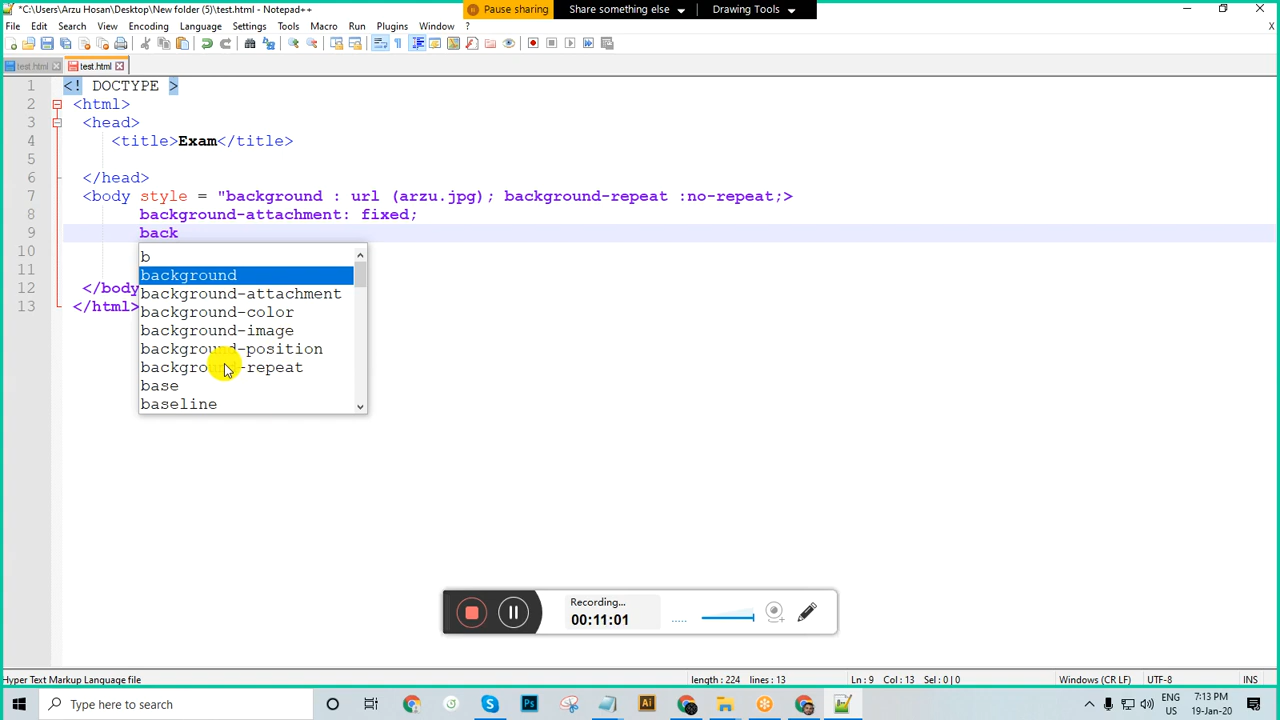 *C:\Users\Arzu Hosan\Desktop\New folder (5)\test.html - Notepad++
Pause sharing
Share something else
Drawing Tools
File Edit Search View Encoding Language Settings Tools Macro Run Plugins Window ?
X
test.html
test.html
1 <! DOCTYPE >
2 <html>
3 <head>
4 <title>Exam</title>
5
6 </head>
7 <body style = "background : url (arzu.jpg); background-repeat :no-repeat;>
8 background-attachment: fixed;
9 back
10 b
background
11 background-attachment
12 </body
background-color
13 </html>
background-image
background-position
background-repeat
base
baseline
Recording...
00:11:01
.....
Hyper Text Markup Language file
length : 224 lines : 13
Ln : 9 Col : 13 Sel : 0 | 0
Windows (CR LF)
UTF-8
INS
Type here to search
Ps
Ai
ENG
US
7:13 PM
19-Jan-20